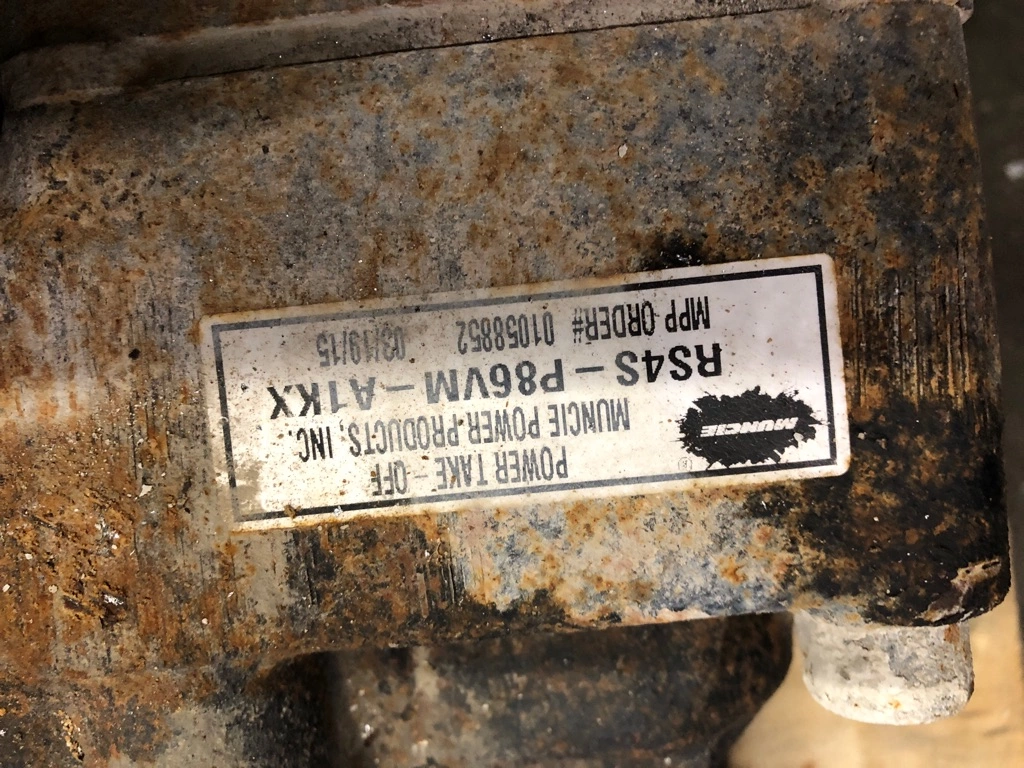 MUNCIE
(R)
POWER TAKE-OFF
MUNCIE POWER PRODUCTS, INC.
RS4S-P86VM-A1KX
MPP ORDER# 01058852 03/19/15